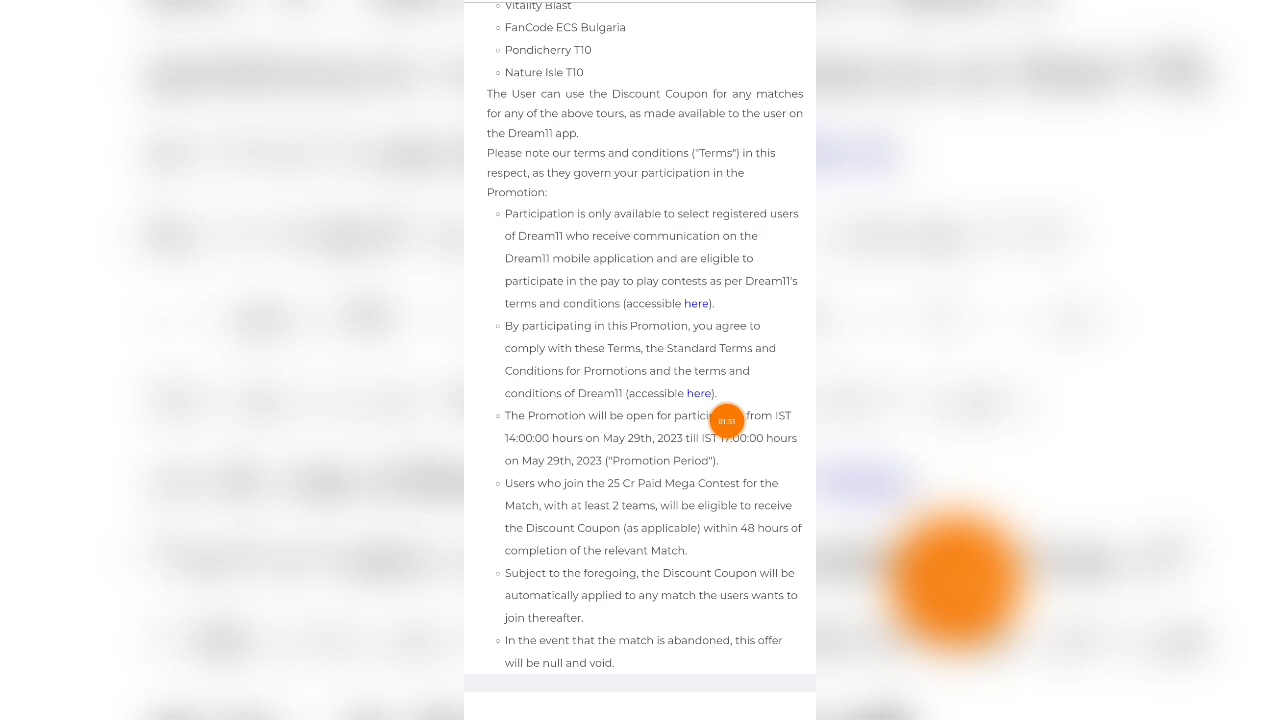 Vitality Blast
FanCode ECS Bulgaria
Pondicherry T10
Nature Isle T10
The User can use the Discount Coupon for any matches
for any of the above tours, as made available to the user on
the Dream11 app.
Please note our terms and conditions ("Terms") in this
respect, as they govern your participation in the
Promotion:
Participation is only available to select registered users
of Dream11 who receive communication on the
Dream11 mobile application and are eligible to
participate in the pay to play contests as per Dream11's
terms and conditions (accessible here).
By participating in this Promotion, you agree to
comply with these Terms, the Standard Terms and
Conditions for Promotions and the terms and
conditions of Dream11 (accessible here).
The Promotion will be open for from IST
01:51
14:00:00 hours on May 29th, 2023 till IST hours
on May 29th, 2023 ("Promotion Period").
Users who join the 25 Cr Paid Mega Contest for the
Match, with at least 2 teams, will be eligible to receive
the Discount Coupon (as applicable) within 48 hours of
completion of the relevant Match.
Subject to the foregoing, the Discount Coupon will be
automatically applied to any match the users wants to
join thereafter.
In the event that the match is abandoned, this offer
will be null and void.